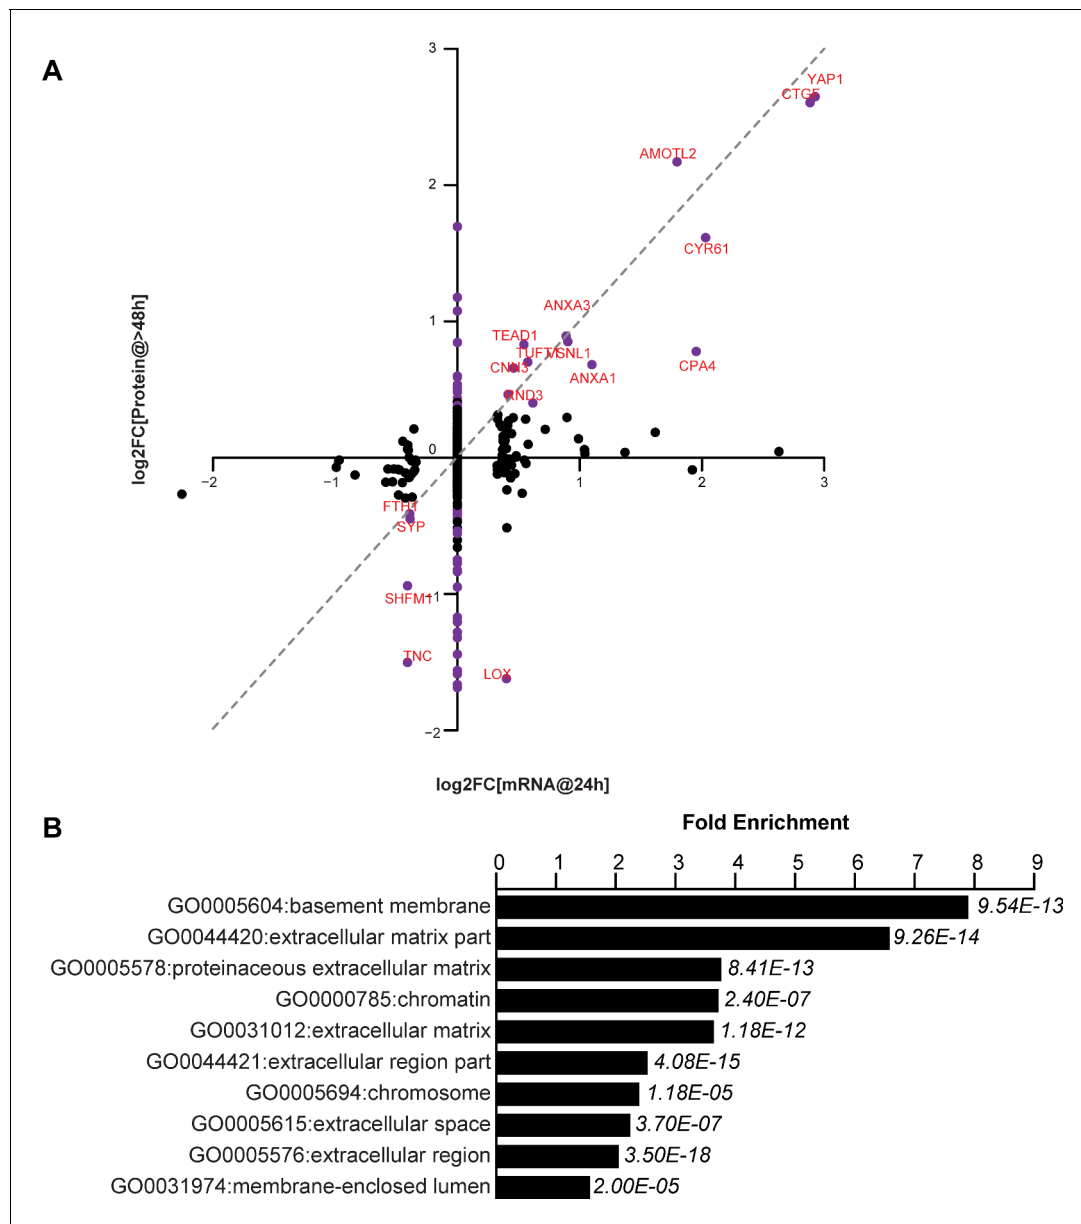 A
3
YAP1
CTGF
AMOTL2
2
CYR61
ANXA3
1
TEAD1
TUFT1
VSNL1
CNN3
ANXA1
CPA4
RND3
log2FC[Protein@>48h]
0
−2
−1
1
2
3
FTH1
SYP
SHFM1
−1
TNC
LOX
−2
log2FC[mRNA@24h]
B
Fold Enrichment
0 1 2 3 4 5 6 7 8 9
GO0005604:basement membrane 9.54E-13
GO0044420:extracellular matrix part 9.26E-14
GO0005578:proteinaceous extracellular matrix 8.41E-13
GO0000785:chromatin 2.40E-07
GO0031012:extracellular matrix 1.18E-12
GO0044421:extracellular region part 4.08E-15
GO0005694:chromosome 1.18E-05
GO0005615:extracellular space 3.70E-07
GO0005576:extracellular region 3.50E-18
GO0031974:membrane-enclosed lumen 2.00E-05